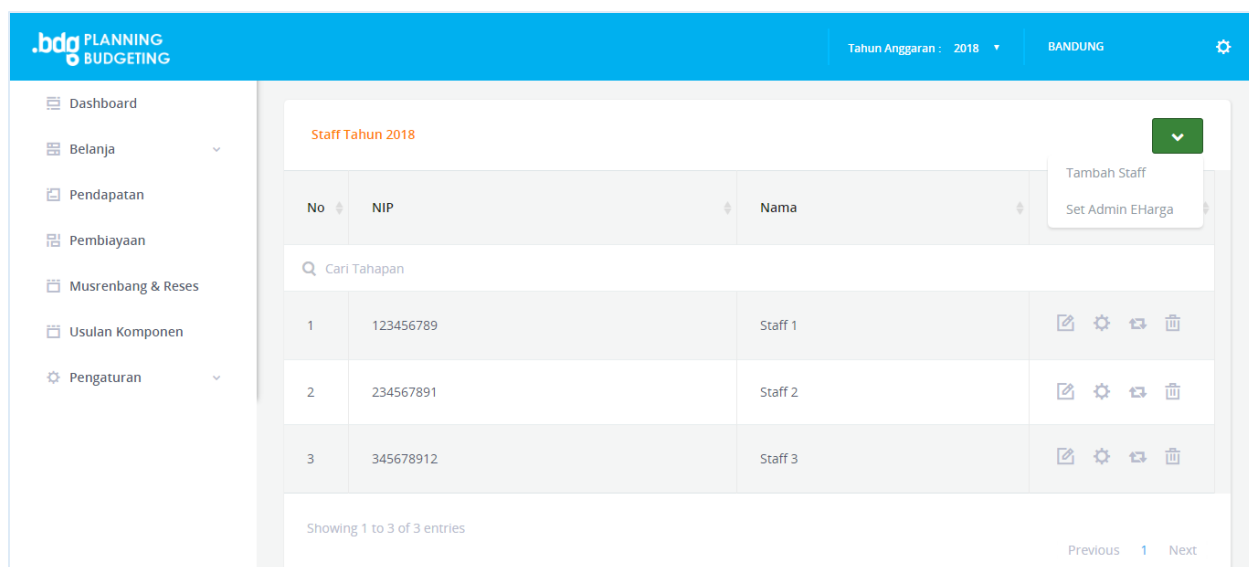 .bdg PLANNING
BUDGETING
Tahun Anggaran : 2018 BANDUNG
Dashboard
Belanja
Pendapatan
Pembiayaan
Musrenbang & Reses
Usulan Komponen
Pengaturan
Staff Tahun 2018
Tambah Staff
Set Admin EHarga
No NIP Nama
Cari Tahapan
1 123456789 Staff 1
2 234567891 Staff 2
3 345678912 Staff 3
Showing 1 to 3 of 3 entries
Previous 1 Next